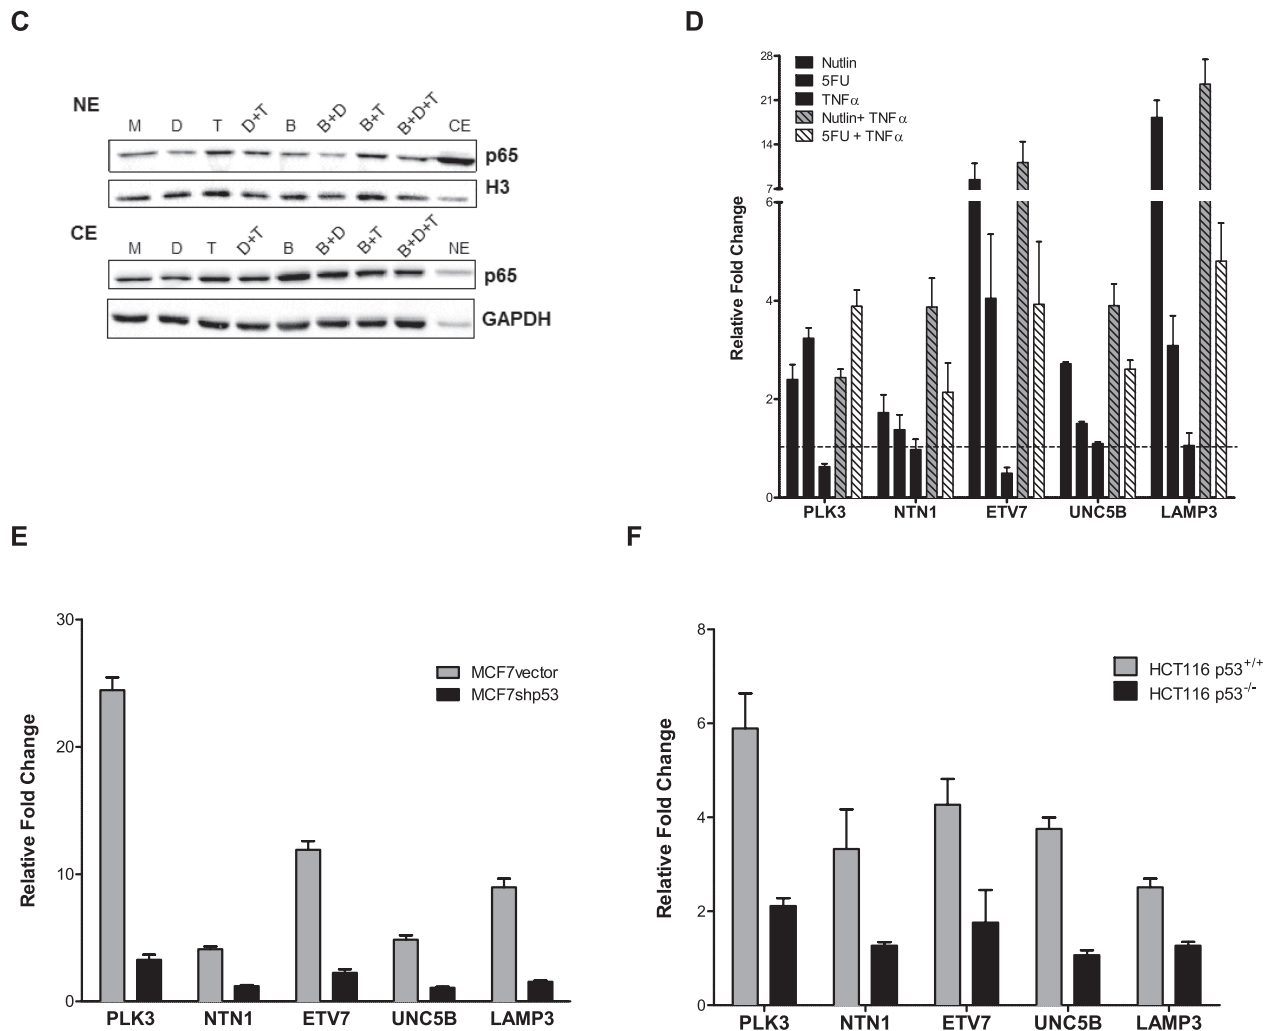 C
NE
M D T D+T B B+D B+T B+D+T CE
p65
H3
CE
M D T D+T B B+D B+T B+D+T NE
p65
GAPDH
D
Relative Fold Change
28
21
14
7
6
4
2
0
Nutlin
5FU
TNFα
Nutlin+ TNFα
5FU + TNFα
PLK3 NTN1 ETV7 UNC5B LAMP3
E
Relative Fold Change
30
20
10
0
MCF7vector
MCF7shp53
PLK3 NTN1 ETV7 UNC5B LAMP3
F
Relative Fold Change
8
6
4
2
0
HCT116 p53+/+
HCT116 p53-/-
PLK3 NTN1 ETV7 UNC5B LAMP3